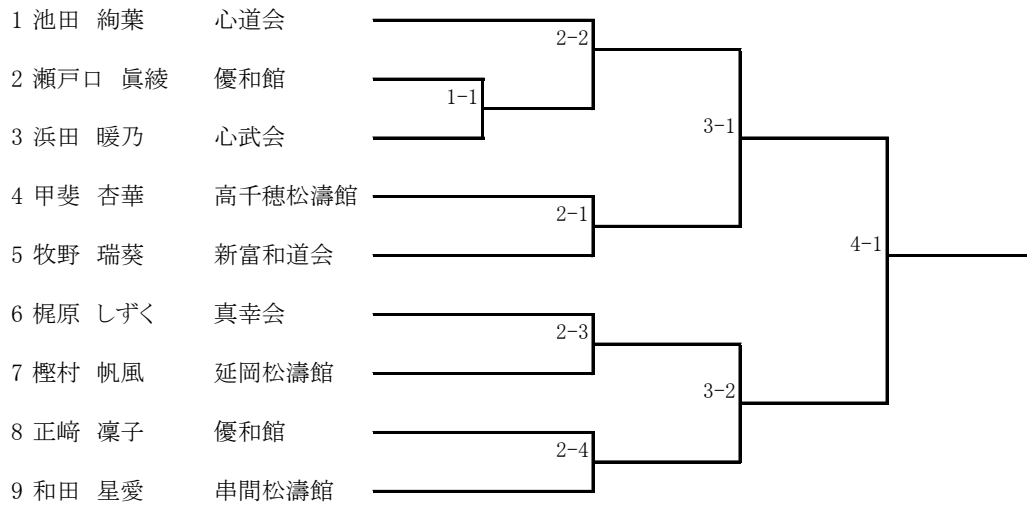 1 池田 絢葉 心道会
2-2
2 瀬戸口 眞綾 優和館
1-1
3 浜田 暖乃 心武会
3-1
4 甲斐 杏華 高千穂松濤館
2-1
5 牧野 瑞葵 新富和道会
4-1
6 梶原 しずく 真幸会
2-3
7 樫村 帆風 延岡松濤館
3-2
8 正﨑 凜子 優和館
2-4
9 和田 星愛 串間松濤館